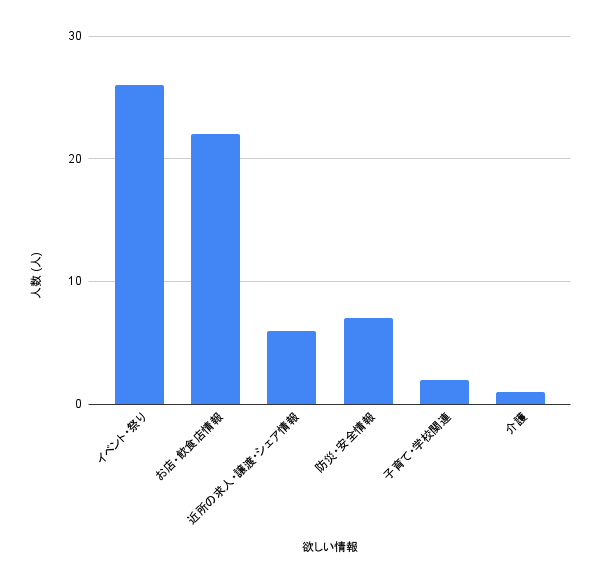 30
20
10
0
人数 (人)
イベント・祭り
お店・飲食店情報
近所の求人・譲渡・シェア情報
防災・安全情報
子育て・学校関連
介護
欲しい情報